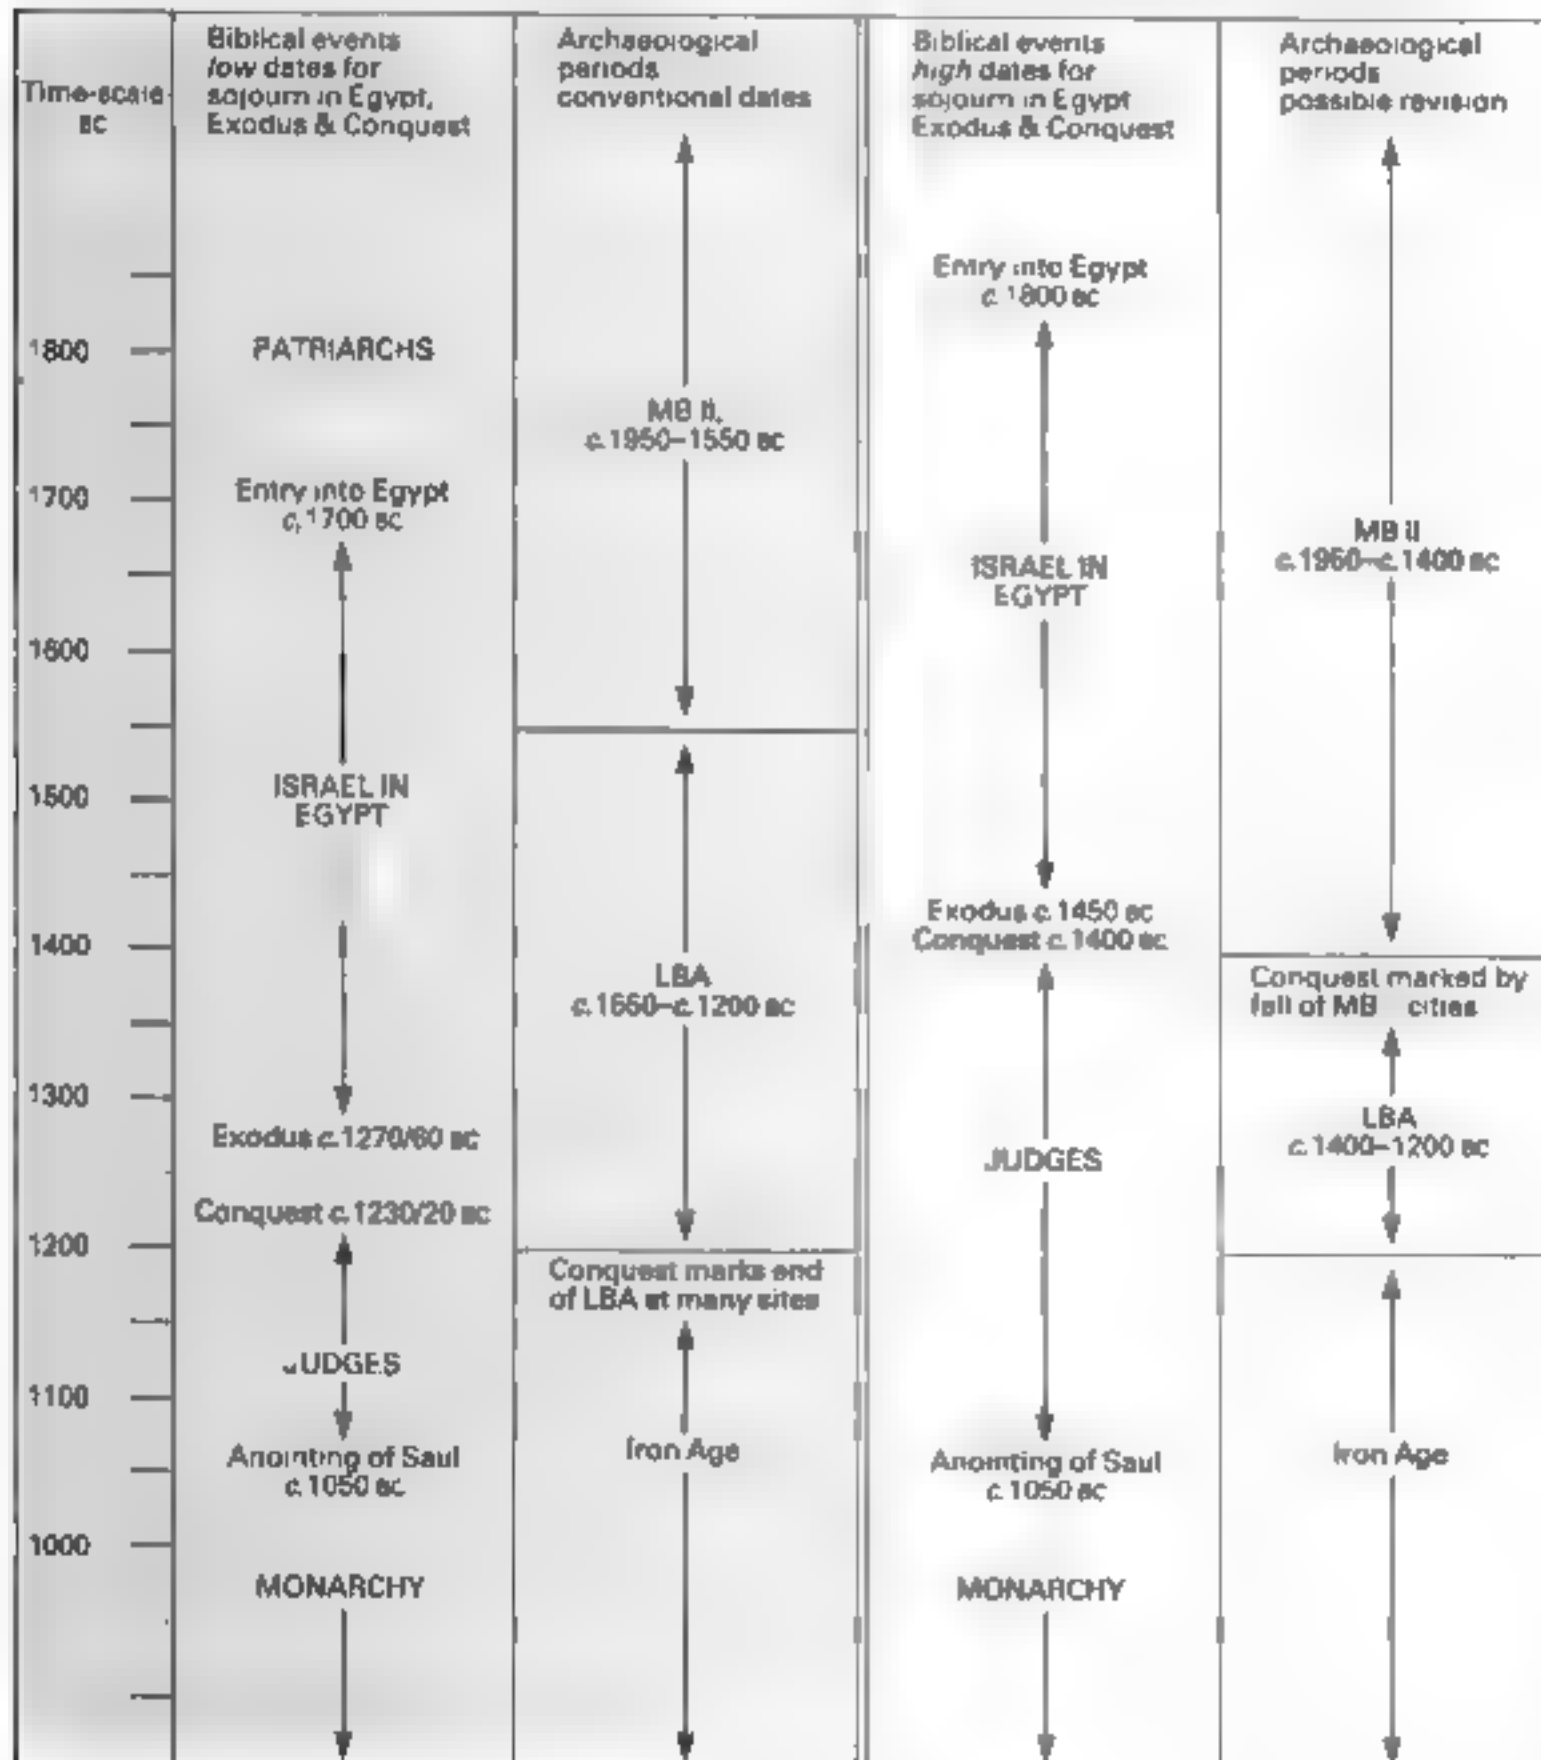 Time-scale
BC
1800
1700
1600
1500
1400
1300
1200
1100
1000
Biblical events
low dates for
sojourn in Egypt,
Exodus & Conquest
PATRIARCHS
Entry into Egypt
c. 1700 BC
ISRAEL IN
EGYPT
Exodus c. 1270/60 BC
Conquest c. 1230/20 BC
JUDGES
Anointing of Saul
c. 1050 BC
MONARCHY
Archaeological
periods
conventional dates
MB II,
c. 1950–1550 BC
LBA
c. 1550–c. 1200 BC
Conquest marks end
of LBA at many sites
Iron Age
Biblical events
high dates for
sojourn in Egypt
Exodus & Conquest
Entry into Egypt
c. 1800 BC
ISRAEL IN
EGYPT
Exodus c. 1450 BC
Conquest c. 1400 BC
JUDGES
Anointing of Saul
c. 1050 BC
MONARCHY
Archaeological
periods
possible revision
MB II
c. 1950–c. 1400 BC
Conquest marked by
fall of MB cities
LBA
c. 1400–1200 BC
Iron Age